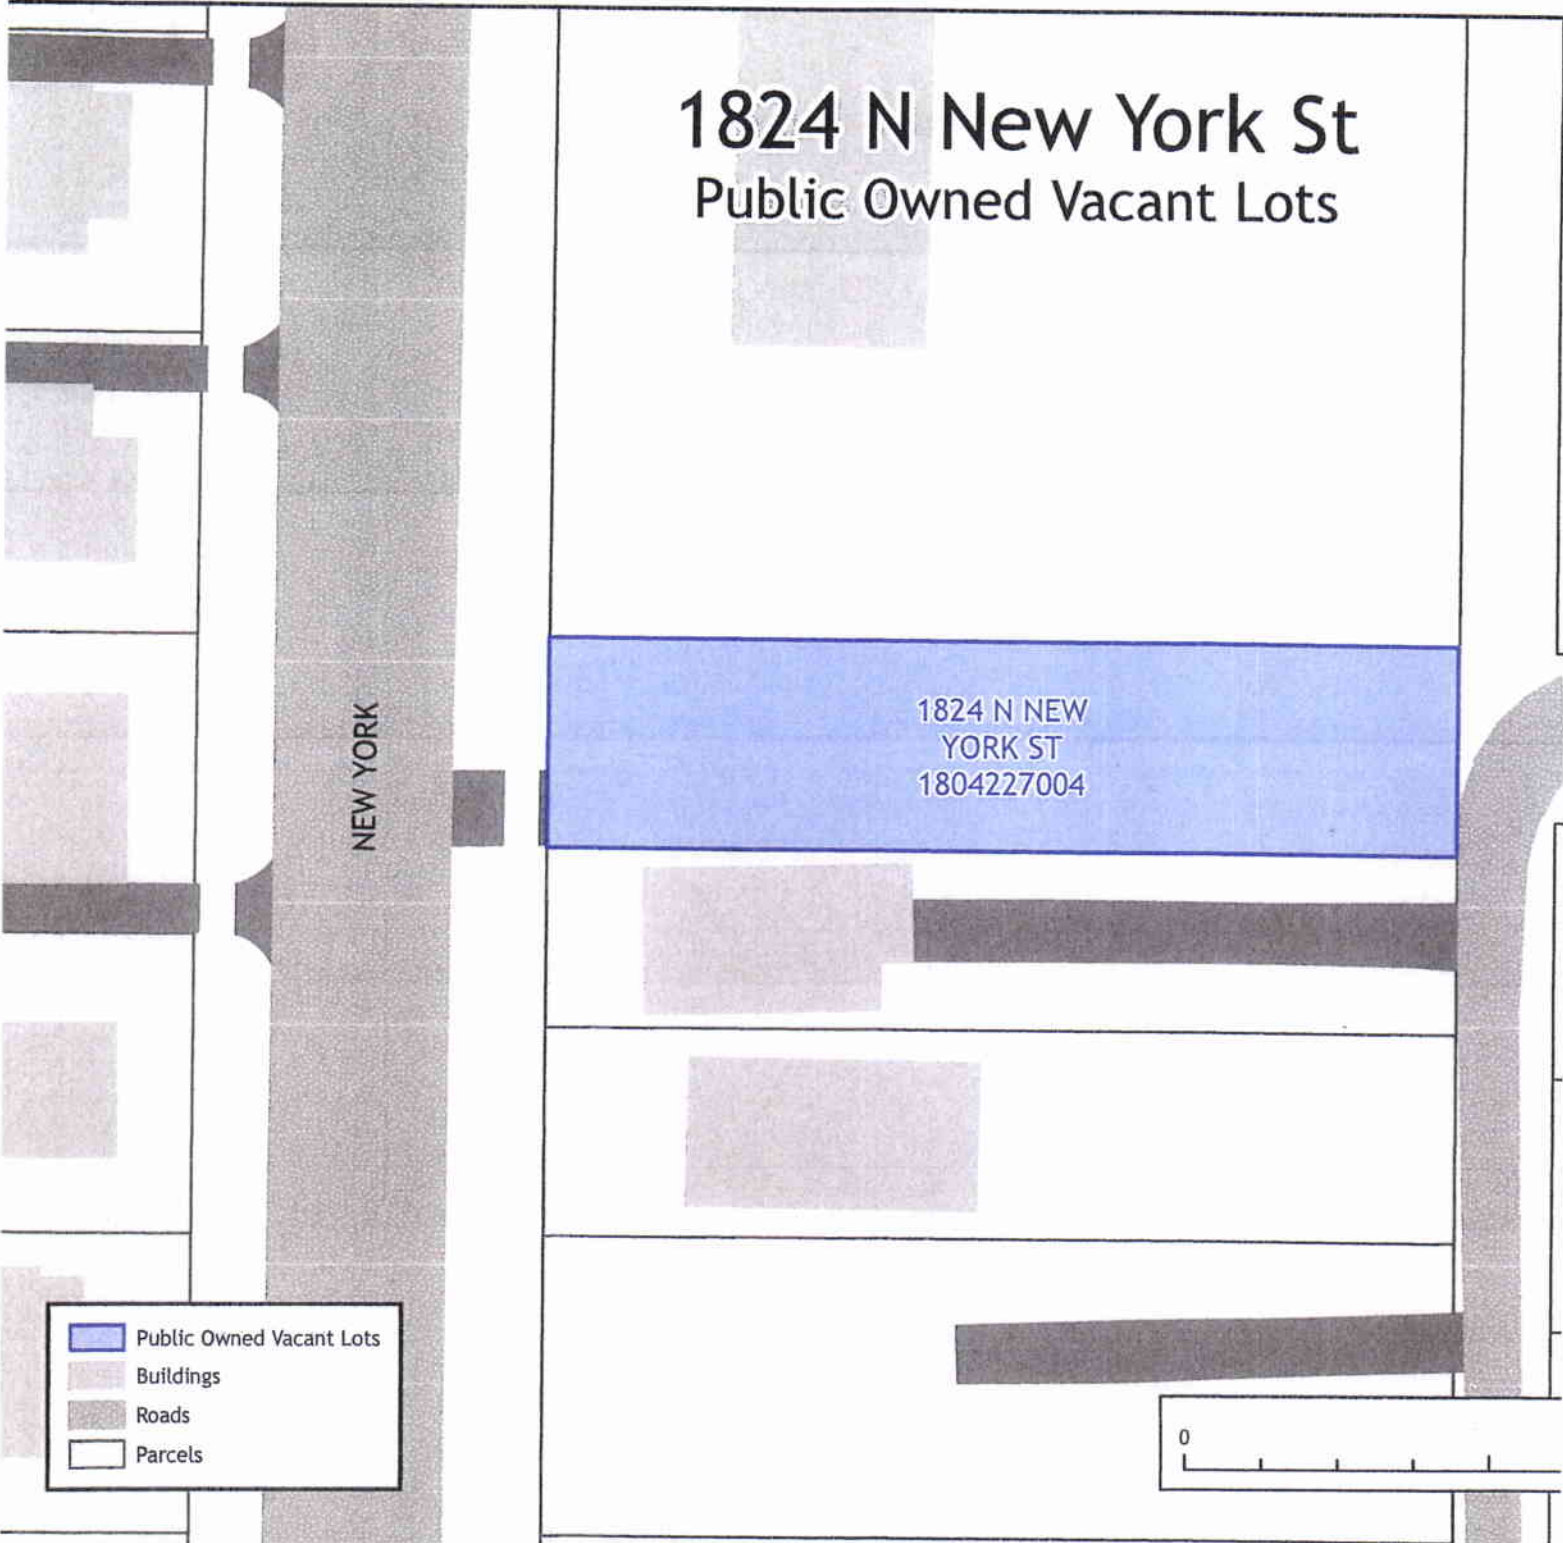 1824 N New York St
Public Owned Vacant Lots
NEW YORK
1824 N NEW
YORK ST
1804227004
Public Owned Vacant Lots
Buildings
Roads
Parcels
0